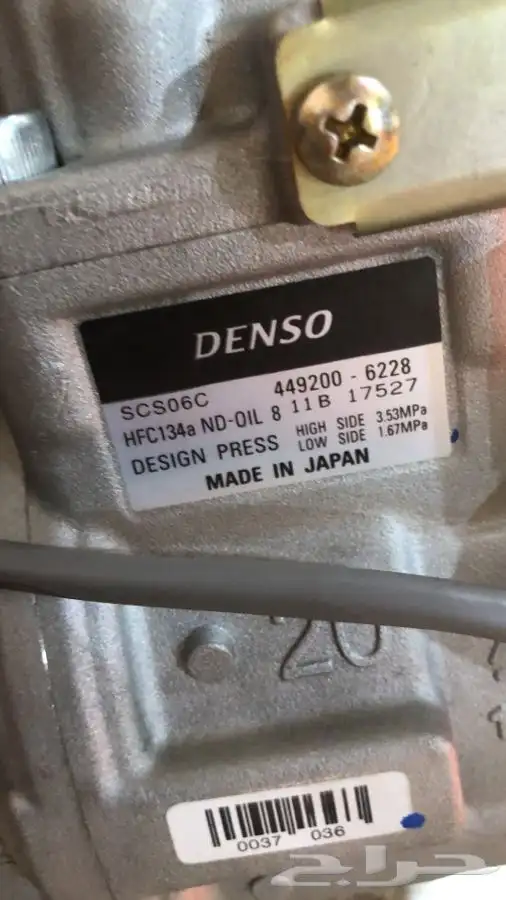 DENSO
SCS06C 449200 - 6228
HFC134a ND-OIL 8 11B 17527
DESIGN PRESS HIGH SIDE 3.53MPa
LOW SIDE 1.67MPa
MADE IN JAPAN
20
0037 036
حراج